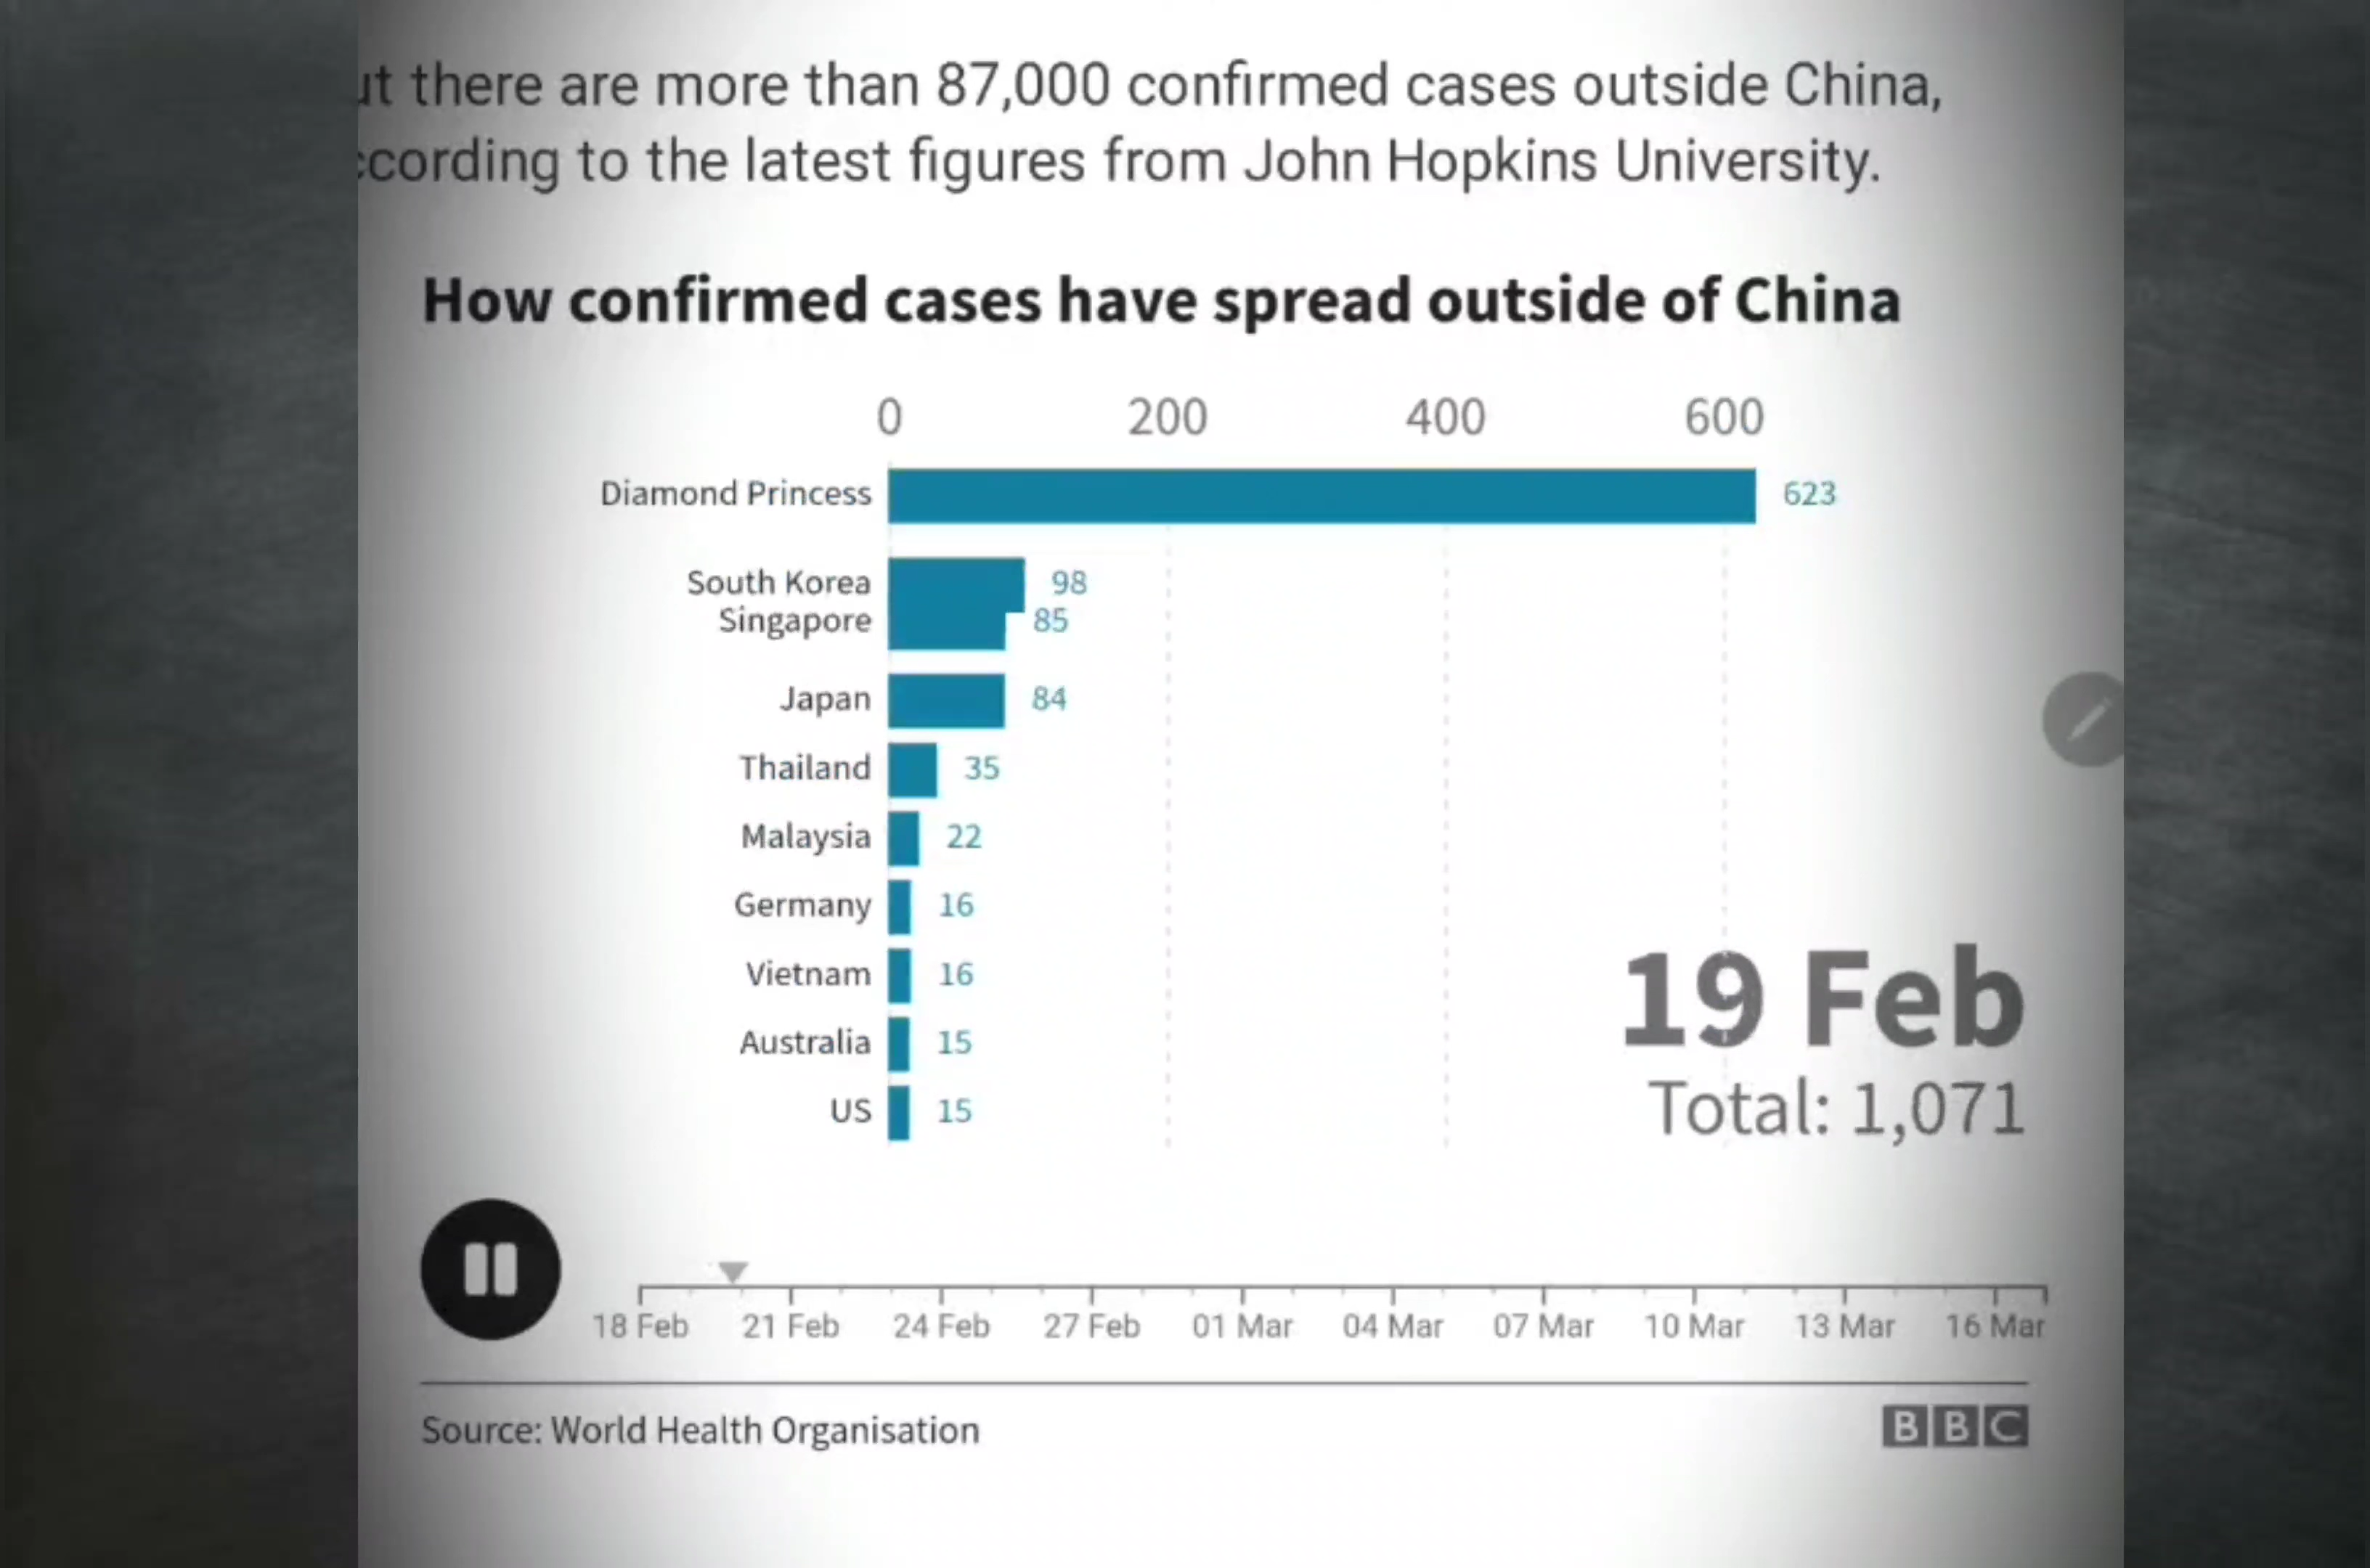 there are more than 87,000 confirmed cases outside China,
to the latest figures from John Hopkins University.
How confirmed cases have spread outside of China
0 200 400 600
Diamond Princess 623
South Korea 98
Singapore 85
Japan 84
Thailand 35
Malaysia 22
Germany 16
Vietnam 16
Australia 15
US 15
19 Feb
Total: 1,071
18 Feb 21 Feb 24 Feb 27 Feb 01 Mar 04 Mar 07 Mar 10 Mar 13 Mar 16 Mar
Source: World Health Organisation
BBC